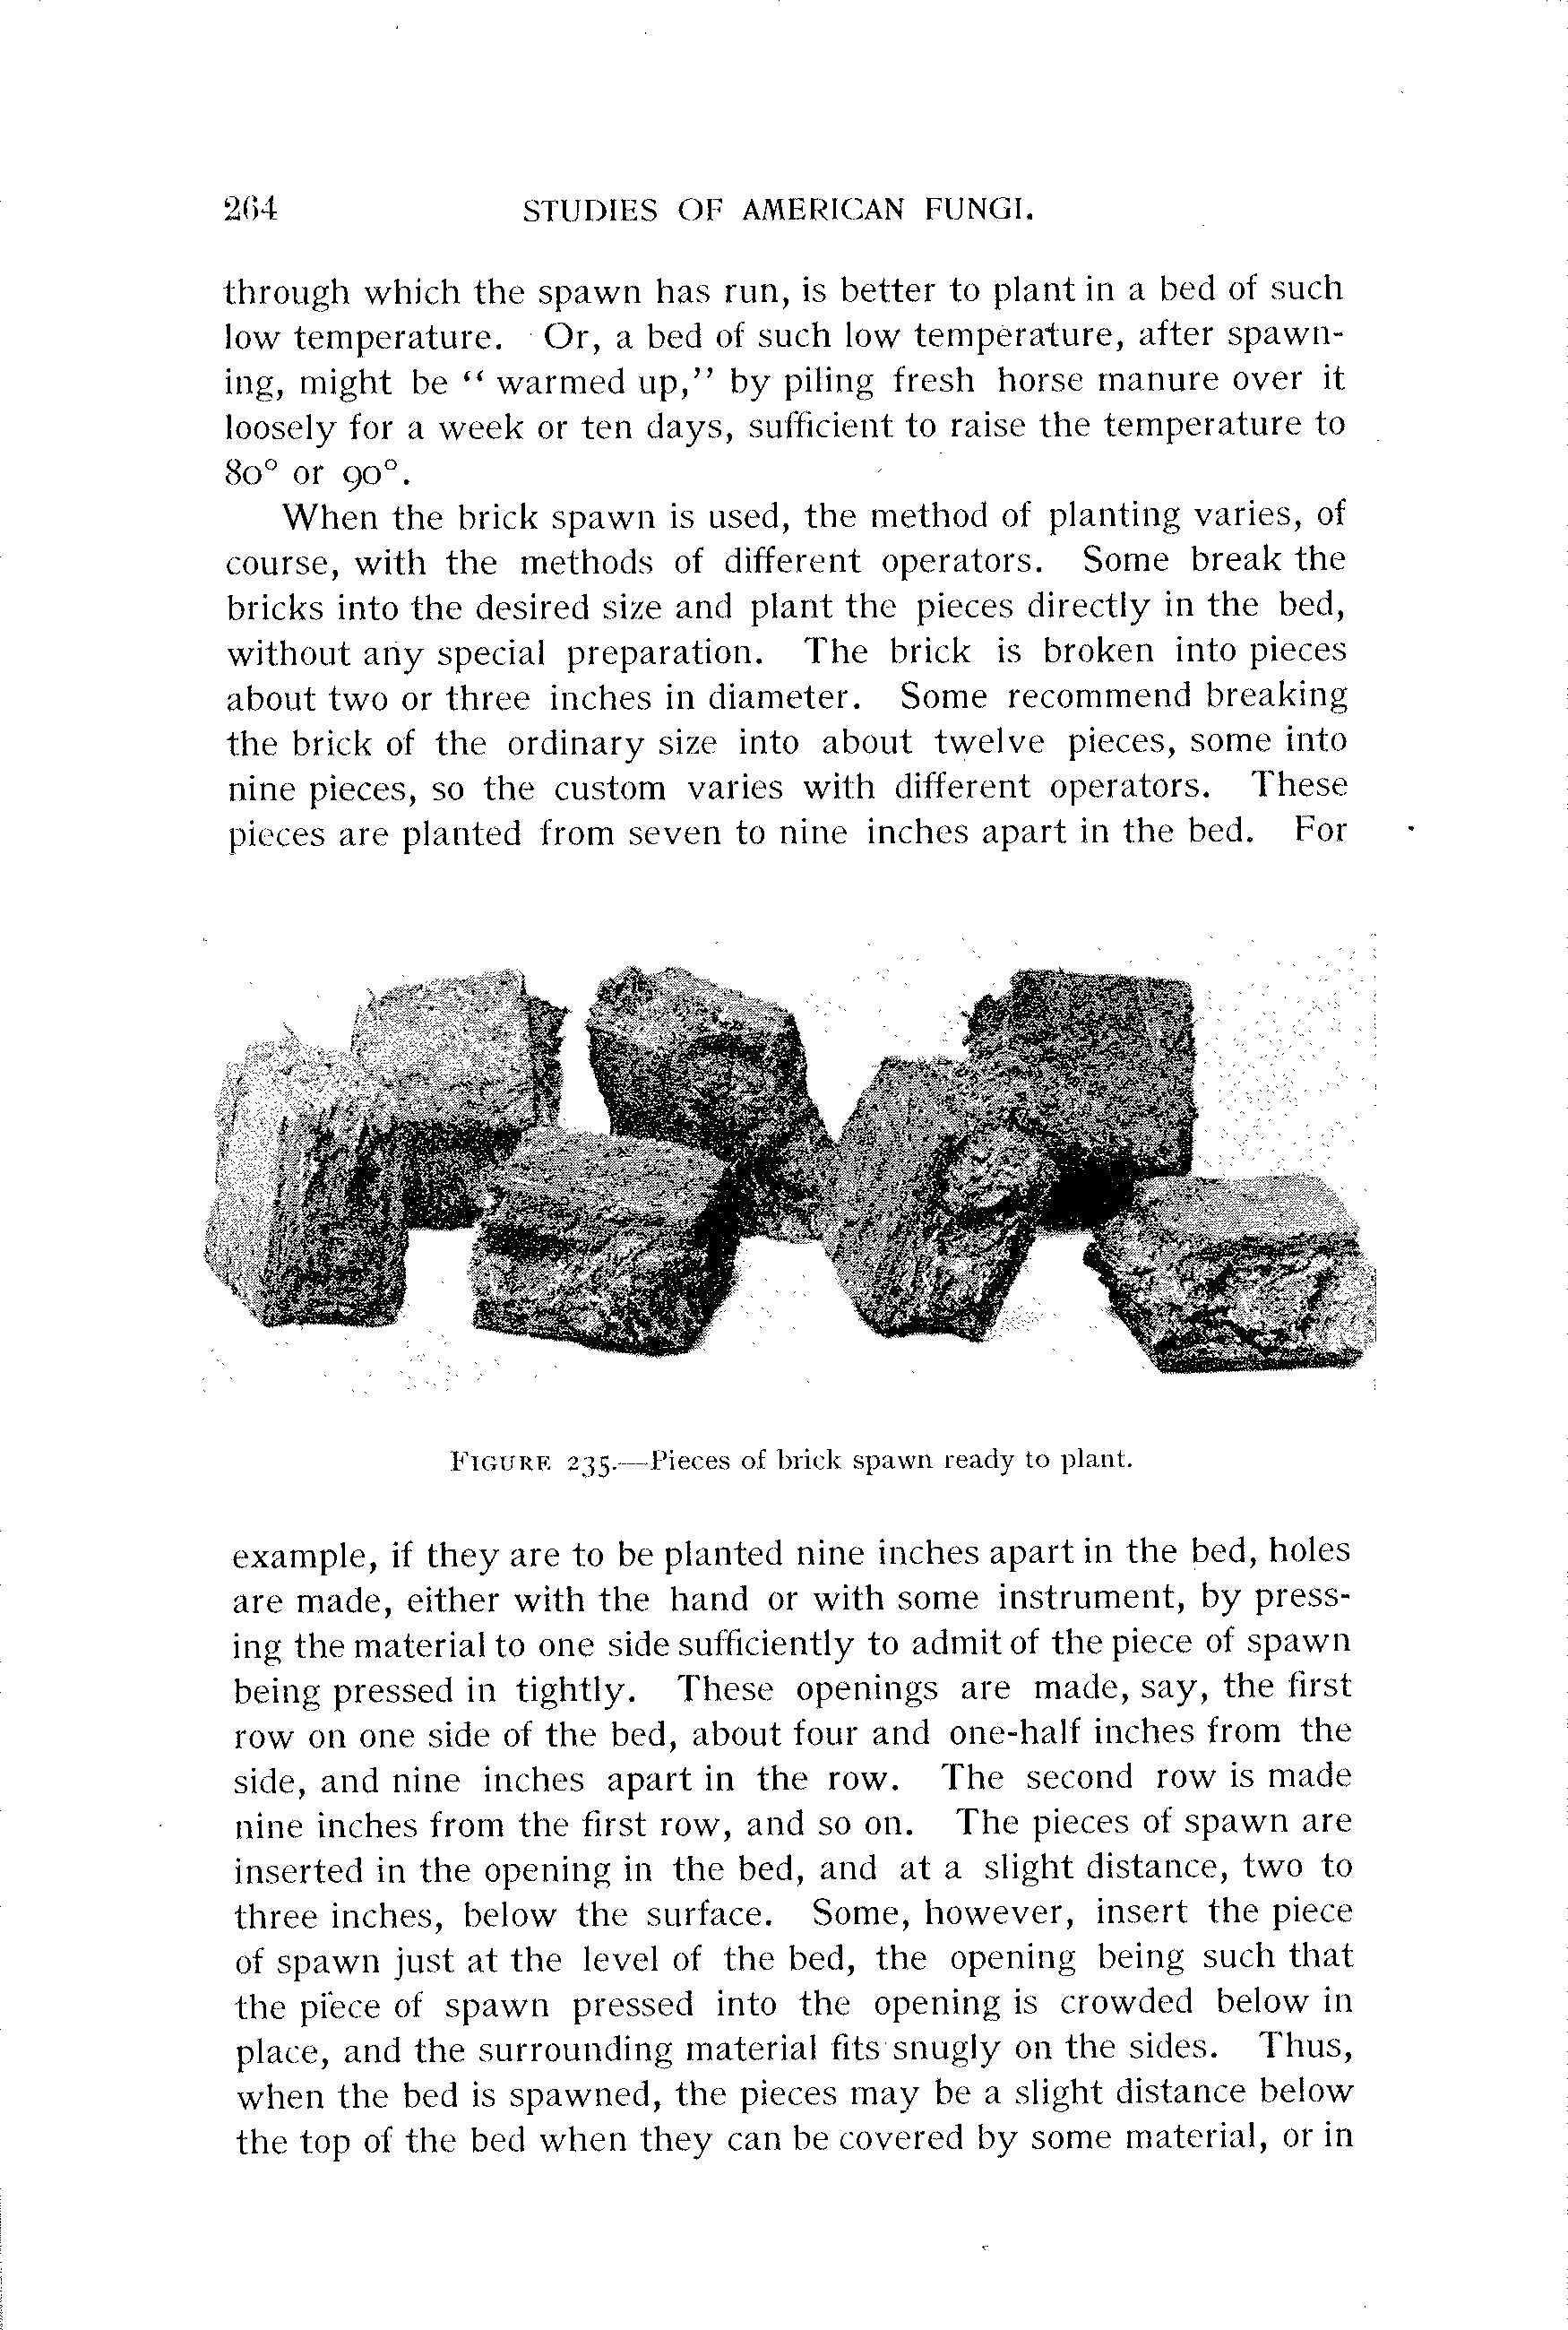 264 STUDIES OF AMERICAN FUNGI.
through which the spawn has run, is better to plant in a bed of such
low temperature. Or, a bed of such low temperature, after spawn-
ing, might be “ warmed up,” by piling fresh horse manure over it
loosely for a week or ten days, sufficient to raise the temperature to
80° or 90°.
When the brick spawn is used, the method of planting varies, of
course, with the methods of different operators. Some break the
bricks into the desired size and plant the pieces directly in the bed,
without any special preparation. The brick is broken into pieces
about two or three inches in diameter. Some recommend breaking
the brick of the ordinary size into about twelve pieces, some into
nine pieces, so the custom varies with different operators. These
pieces are planted from seven to nine inches apart in the bed. For
FIGURE 235.—Pieces of brick spawn ready to plant.
example, if they are to be planted nine inches apart in the bed, holes
are made, either with the hand or with some instrument, by press-
ing the material to one side sufficiently to admit of the piece of spawn
being pressed in tightly. These openings are made, say, the first
row on one side of the bed, about four and one-half inches from the
side, and nine inches apart in the row. The second row is made
nine inches from the first row, and so on. The pieces of spawn are
inserted in the opening in the bed, and at a slight distance, two to
three inches, below the surface. Some, however, insert the piece
of spawn just at the level of the bed, the opening being such that
the piece of spawn pressed into the opening is crowded below in
place, and the surrounding material fits snugly on the sides. Thus,
when the bed is spawned, the pieces may be a slight distance below
the top of the bed when they can be covered by some material, or in